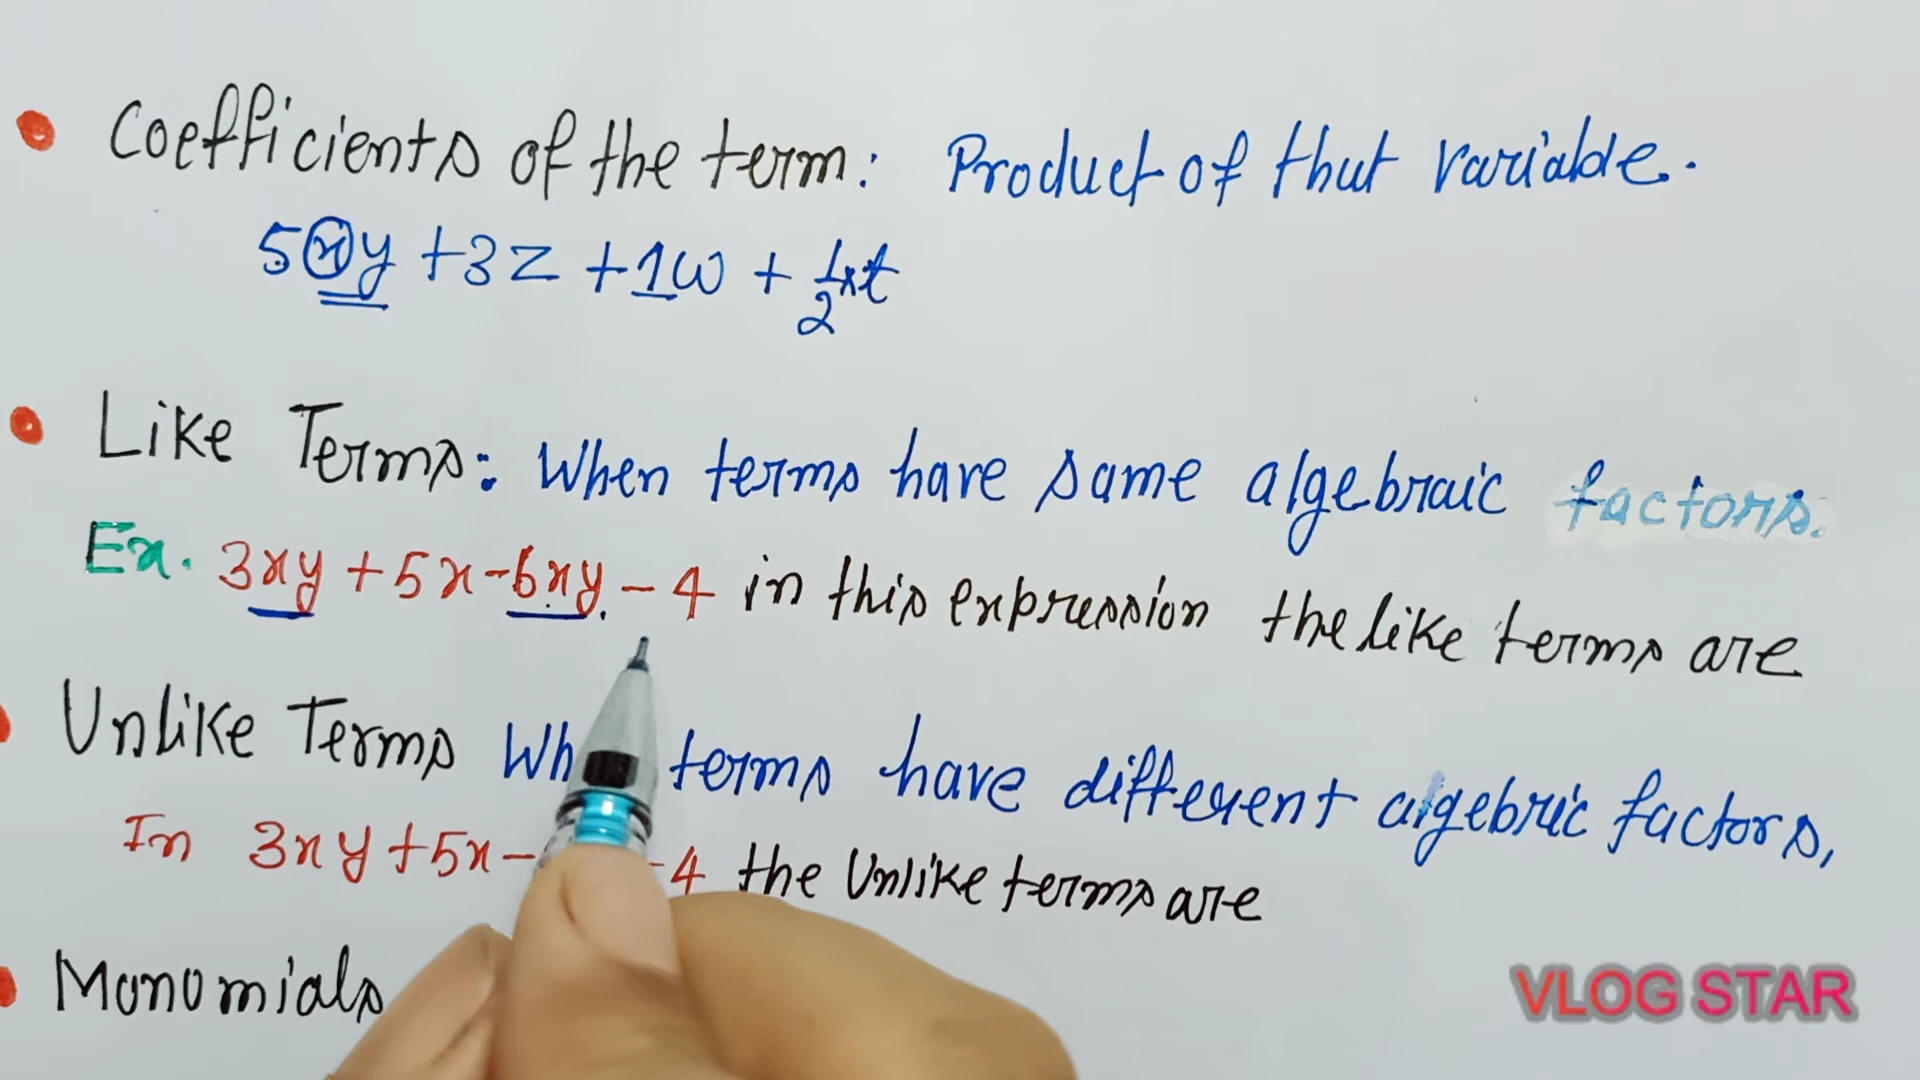 Coefficients of the term: Product of that variable.
5xy + 3z + 1w + 1/2 × t
Like Terms: When terms have same algebraic factors.
Ex. 3xy + 5x - 6xy - 4 in this expression the like terms are
Unlike Terms Wh terms have different algebric factors,
In 3xy + 5x - - 4 the Unlike terms are
Monomials
VLOG STAR